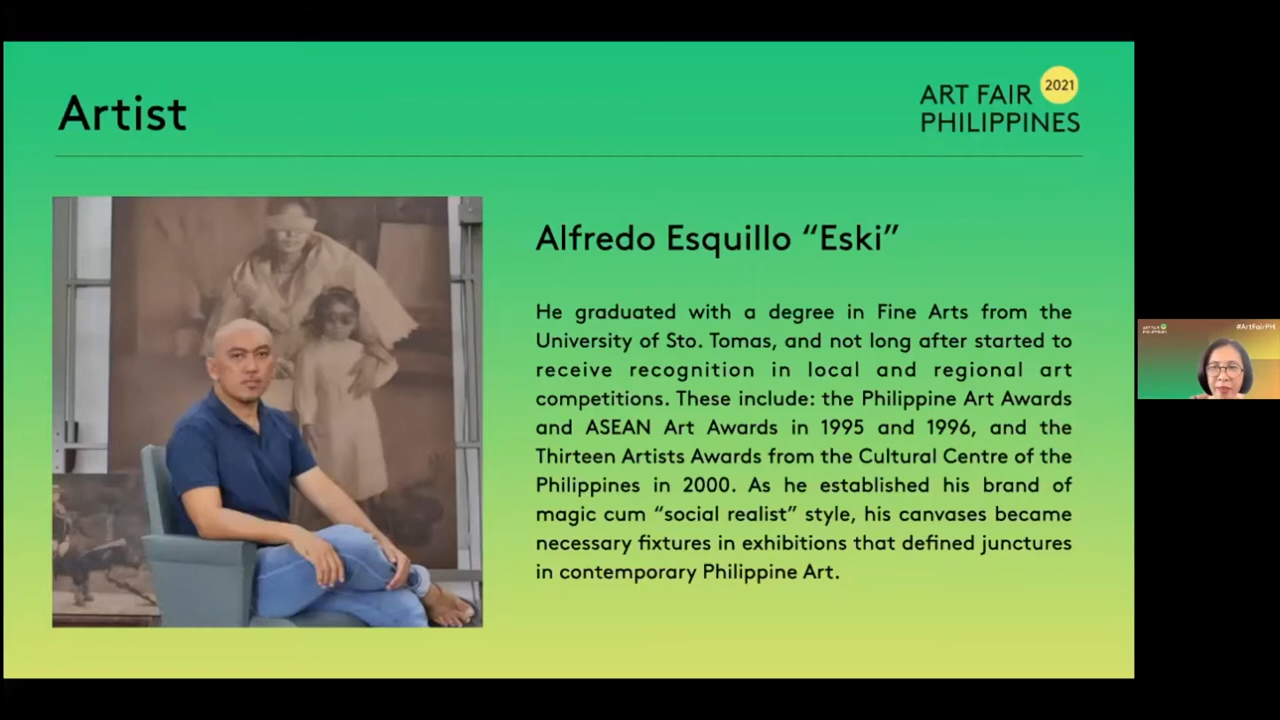 Artist
ART FAIR 2021
PHILIPPINES
Alfredo Esquillo “Eski”
He graduated with a degree in Fine Arts from the
University of Sto. Tomas, and not long after started to
receive recognition in local and regional art
competitions. These include: the Philippine Art Awards
and ASEAN Art Awards in 1995 and 1996, and the
Thirteen Artists Awards from the Cultural Centre of the
Philippines in 2000. As he established his brand of
magic cum “social realist” style, his canvases became
necessary fixtures in exhibitions that defined junctures
in contemporary Philippine Art.
ART FAIR
PHILIPPINES
#ArtFairPH